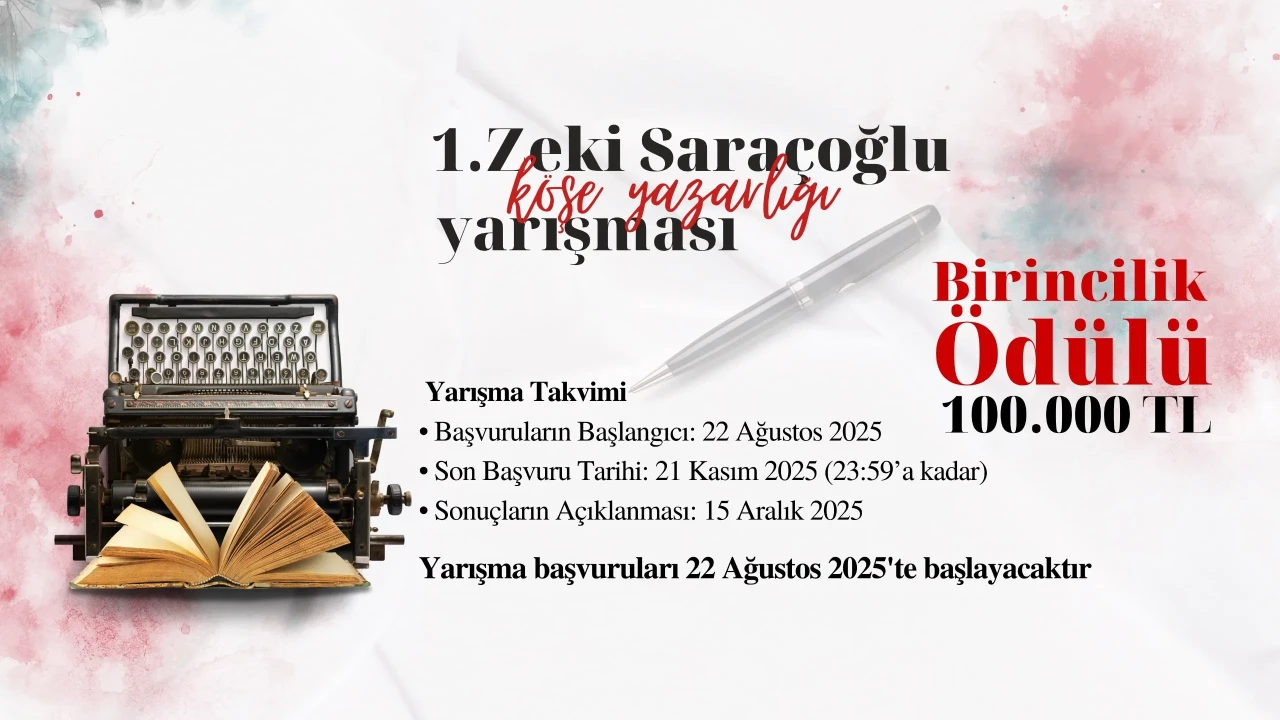 1.Zeki Saraçoğlu
köşe yazarlığı
yarışması
Birincilik
Ödülü
100.000 TL
Yarışma Takvimi
• Başvuruların Başlangıcı: 22 Ağustos 2025
• Son Başvuru Tarihi: 21 Kasım 2025 (23:59’a kadar)
• Sonuçların Açıklanması: 15 Aralık 2025
Yarışma başvuruları 22 Ağustos 2025'te başlayacaktır